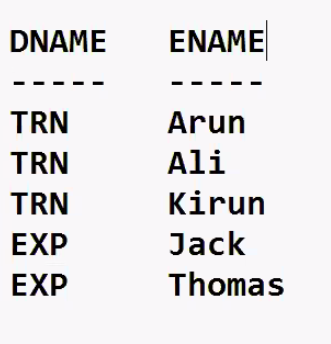 DNAME ENAME
----- -----
TRN Arun
TRN Ali
TRN Kirun
EXP Jack
EXP Thomas